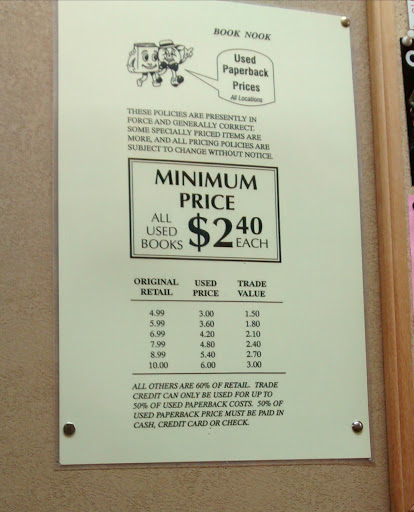 BOOK NOOK
Used
Paperback
Prices
All Locations
THESE POLICIES ARE PRESENTLY IN
FORCE AND GENERALLY CORRECT.
SOME SPECIALLY PRICED ITEMS ARE
MORE, AND ALL PRICING POLICIES ARE
SUBJECT TO CHANGE WITHOUT NOTICE.
MINIMUM
PRICE
ALL
USED
BOOKS $2 40 EACH
ORIGINAL RETAIL USED PRICE TRADE VALUE
4.99 3.00 1.50
5.99 3.60 1.80
6.99 4.20 2.10
7.99 4.80 2.40
8.99 5.40 2.70
10.00 6.00 3.00
ALL OTHERS ARE 60% OF RETAIL. TRADE
CREDIT CAN ONLY BE USED FOR UP TO
50% OF USED PAPERBACK COSTS. 50% OF
USED PAPERBACK PRICE MUST BE PAID IN
CASH, CREDIT CARD OR CHECK.